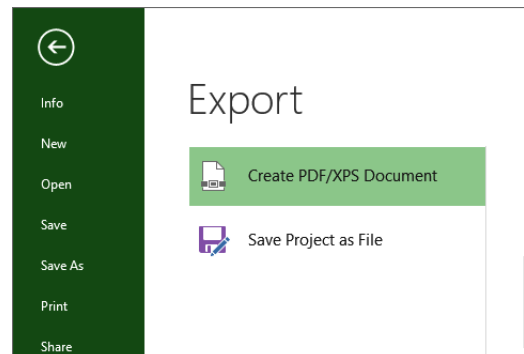 Info
New
Open
Save
Save As
Print
Share
Export
Create PDF/XPS Document
Save Project as File